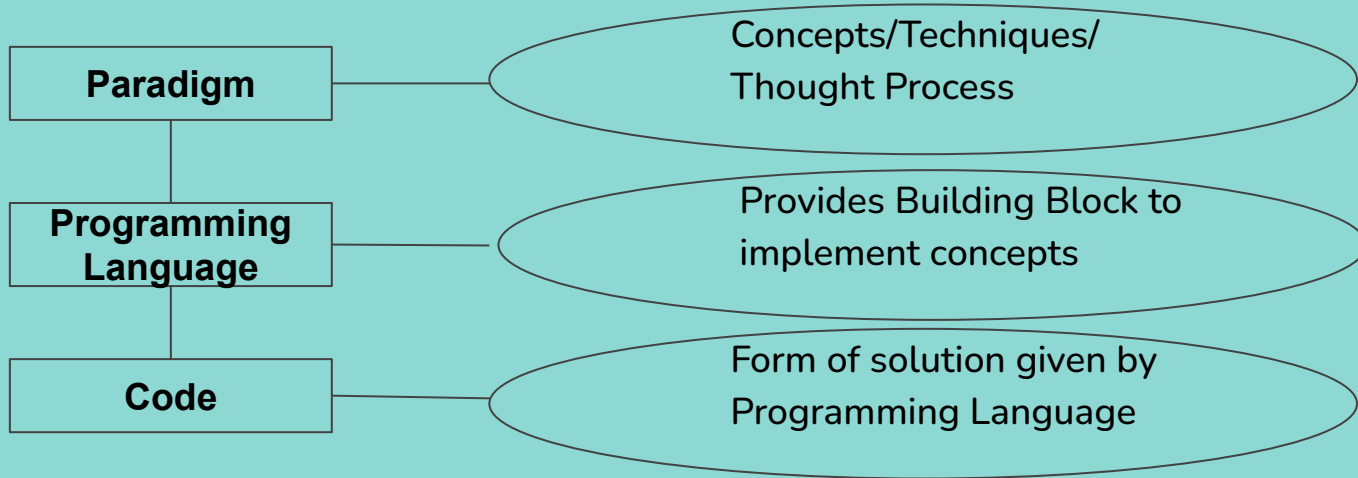 Paradigm
Concepts/Techniques/
Thought Process
Programming
Language
Provides Building Block to
implement concepts
Code
Form of solution given by
Programming Language